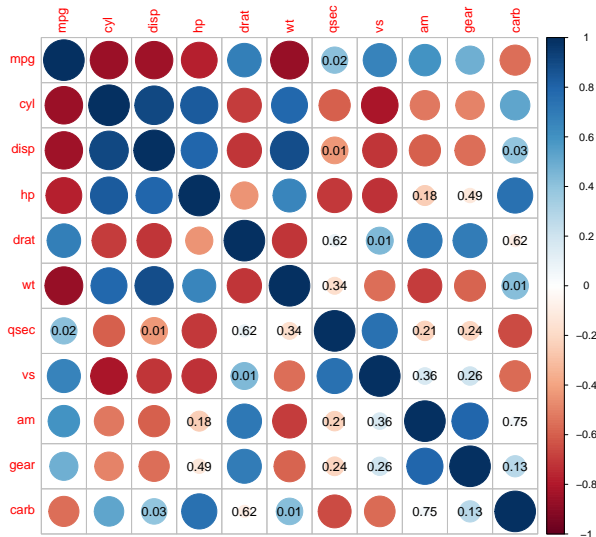 mpg cyl disp hp drat wt qsec vs am gear carb
1
mpg 0.02
0.8
cyl
0.6
disp 0.01 0.03
0.4
hp 0.18 0.49
0.2
drat 0.62 0.01 0.62
wt 0.34 0.01
0
qsec 0.02 0.01 0.62 0.34 0.21 0.24
−0.2
vs 0.01 0.36 0.26
−0.4
am 0.18 0.21 0.36 0.75
−0.6
gear 0.49 0.24 0.26 0.13
−0.8
carb 0.03 0.62 0.01 0.75 0.13
−1